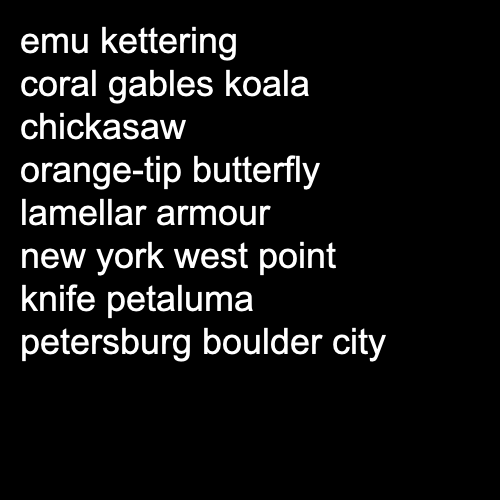 emu kettering
coral gables koala
chickasaw
orange-tip butterfly
lamellar armour
new york west point
knife petaluma
petersburg boulder city